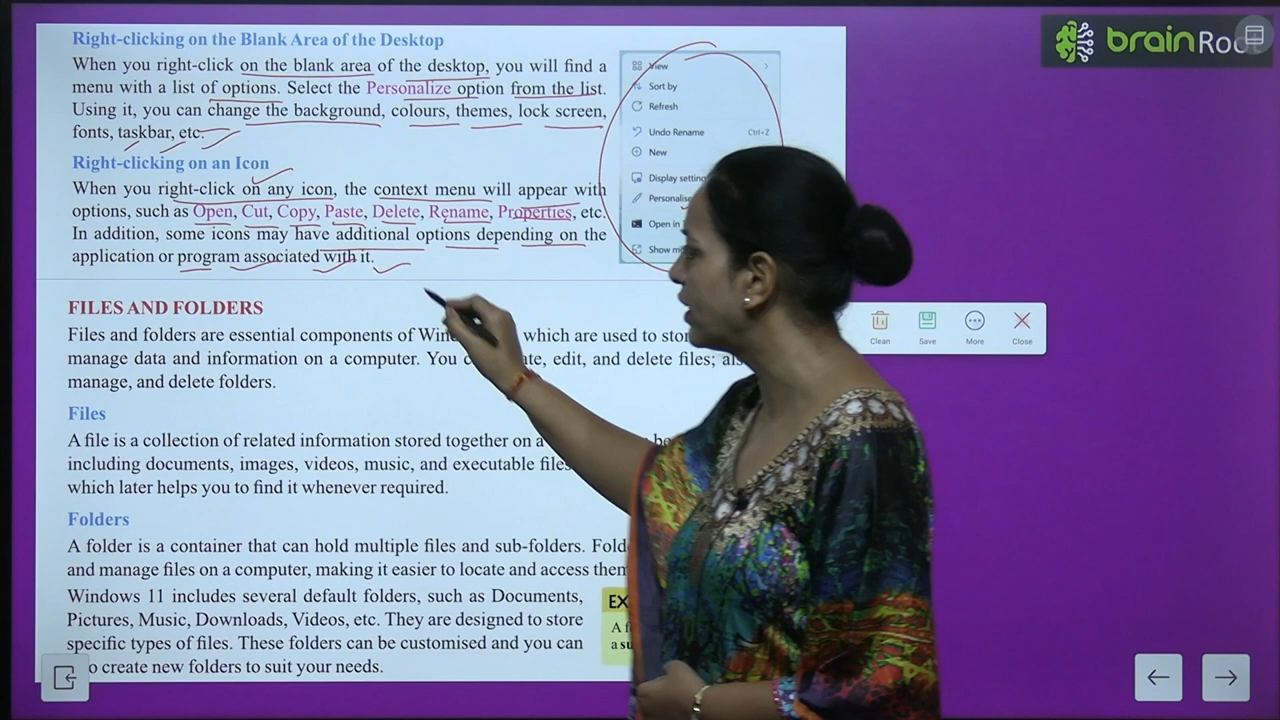 Right-clicking on the Blank Area of the Desktop
When you right-click on the blank area of the desktop, you will find a
menu with a list of options. Select the Personalize option from the list.
Using it, you can change the background, colours, themes, lock screen,
fonts, taskbar, etc.
Right-clicking on an Icon
When you right-click on any icon, the context menu will appear with
options, such as Open, Cut, Copy, Paste, Delete, Rename, Properties, etc.
In addition, some icons may have additional options depending on the
application or program associated with it.
View
Sort by
Refresh
Undo Rename Ctrl+Z
New
Display setting
Personalise
Open in
Show
FILES AND FOLDERS
Files and folders are essential components of which are used to
manage data and information on a computer. You edit, and delete files;
manage, and delete folders.
Files
A file is a collection of related information stored together on a
including documents, images, videos, music, and executable files
which later helps you to find it whenever required.
Folders
A folder is a container that can hold multiple files and sub-folders.
and manage files on a computer, making it easier to locate and access them
Windows 11 includes several default folders, such as Documents,
Pictures, Music, Downloads, Videos, etc. They are designed to store
specific types of files. These folders can be customised and you can
create new folders to suit your needs.
EX
A f
a su
Clean Save More Close
brainRoot